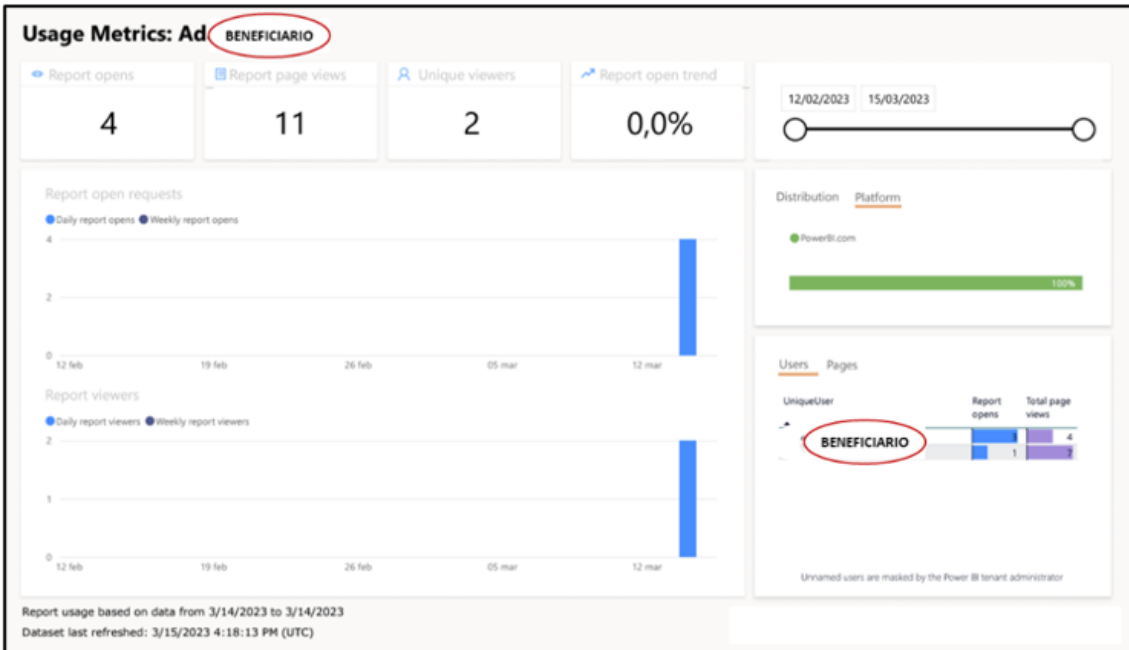 Usage Metrics: Ad BENEFICIARIO
Report opens
4
Report page views
11
Unique viewers
2
Report open trend
0,0%
12/02/2023 15/03/2023
Report open requests
Daily report opens Weekly report opens
4
2
0
12 feb 19 feb 26 feb 05 mar 12 mar
Report viewers
Daily report viewers Weekly report viewers
2
1
0
12 feb 19 feb 26 feb 05 mar 12 mar
Distribution Platform
PowerBI.com
100%
Users Pages
UniqueUser Report opens Total page views
3 4
BENEFICIARIO
1 7
Unnamed users are masked by the Power BI tenant administrator
Report usage based on data from 3/14/2023 to 3/14/2023
Dataset last refreshed: 3/15/2023 4:18:13 PM (UTC)